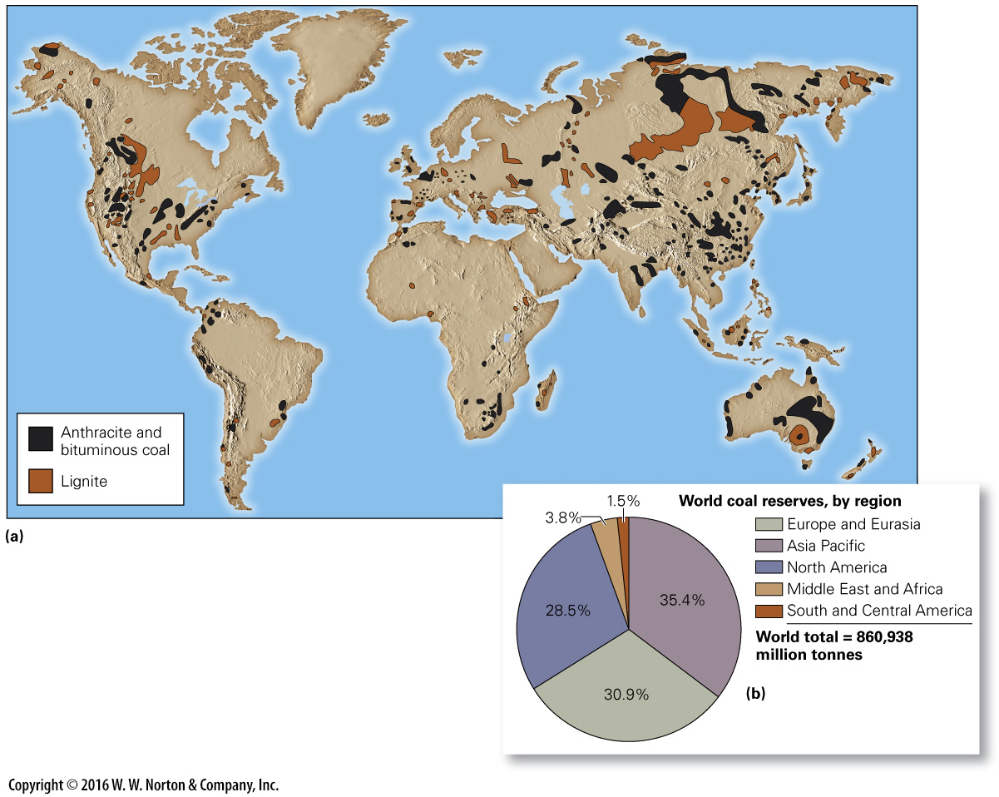 Anthracite and
bituminous coal
Lignite
(a)
1.5%
3.8%
28.5%
35.4%
30.9%
World coal reserves, by region
Europe and Eurasia
Asia Pacific
North America
Middle East and Africa
South and Central America
World total = 860,938
million tonnes
(b)
Copyright © 2016 W. W. Norton & Company, Inc.